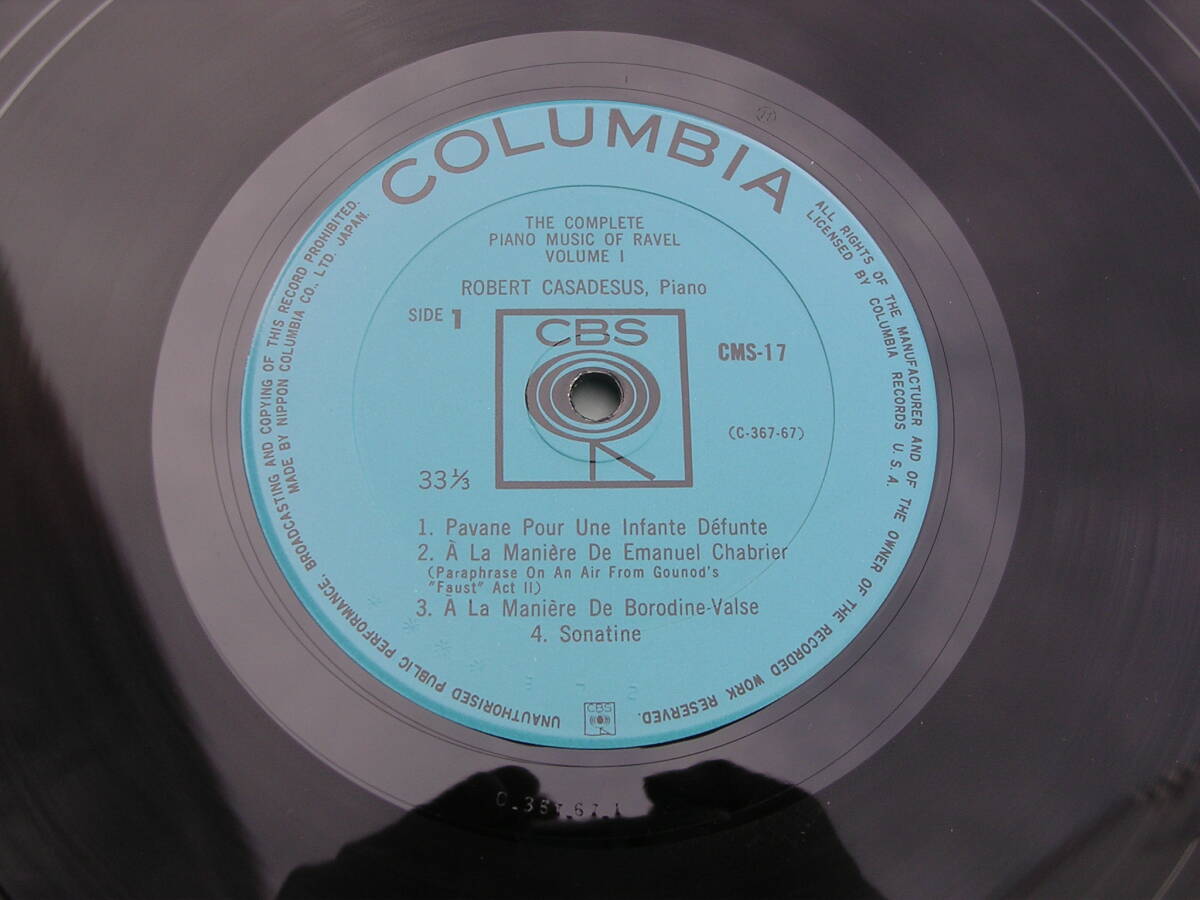 COLUMBIA
THE COMPLETE
PIANO MUSIC OF RAVEL
VOLUME 1
ROBERT CASADESUS, Piano
SIDE 1
CBS
CMS-17
(C-367-67)
33 ⅓
1. Pavane Pour Une Infante Défunte
2. À La Manière De Emanuel Chabrier
(Paraphrase On An Air From Gounod's
"Faust" Act II)
3. À La Manière De Borodine-Valse
4. Sonatine
UNAUTHORISED PUBLIC PERFORMANCE, BROADCASTING AND COPYING OF THIS RECORD PROHIBITED.
MADE BY NIPPON COLUMBIA CO., LTD. JAPAN.
ALL RIGHTS OF THE MANUFACTURER AND OF THE OWNER OF THE RECORDED WORK RESERVED.
LICENSED BY COLUMBIA RECORDS U. S. A.
CBS